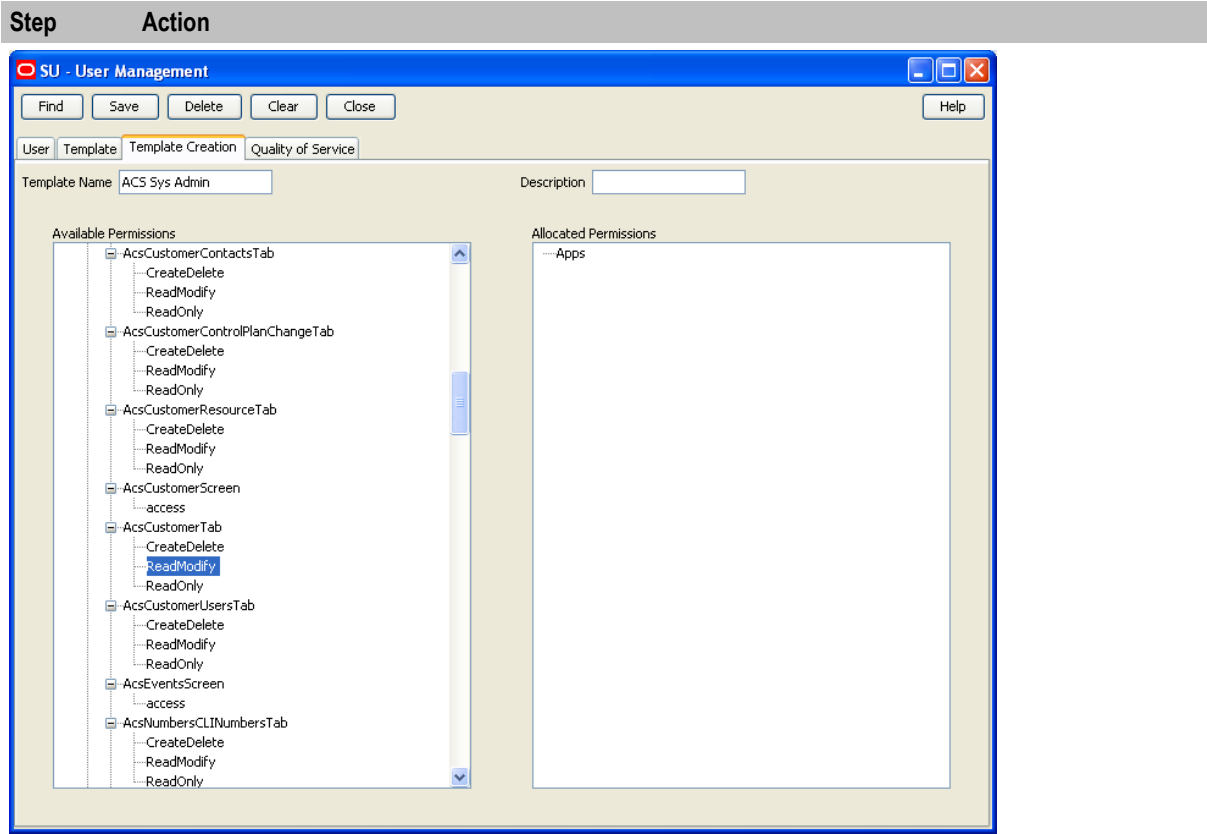 Step Action
SU - User Management
Find Save Delete Clear Close Help
User Template Template Creation Quality of Service
Template Name ACS Sys Admin Description
Available Permissions Allocated Permissions
AcsCustomerContactsTab Apps
CreateDelete
ReadModify
ReadOnly
AcsCustomerControlPlanChangeTab
CreateDelete
ReadModify
ReadOnly
AcsCustomerResourceTab
CreateDelete
ReadModify
ReadOnly
AcsCustomerScreen
access
AcsCustomerTab
CreateDelete
ReadModify
ReadOnly
AcsCustomerUsersTab
CreateDelete
ReadModify
ReadOnly
AcsEventsScreen
access
AcsNumbersCLINumbersTab
CreateDelete
ReadModify
ReadOnly